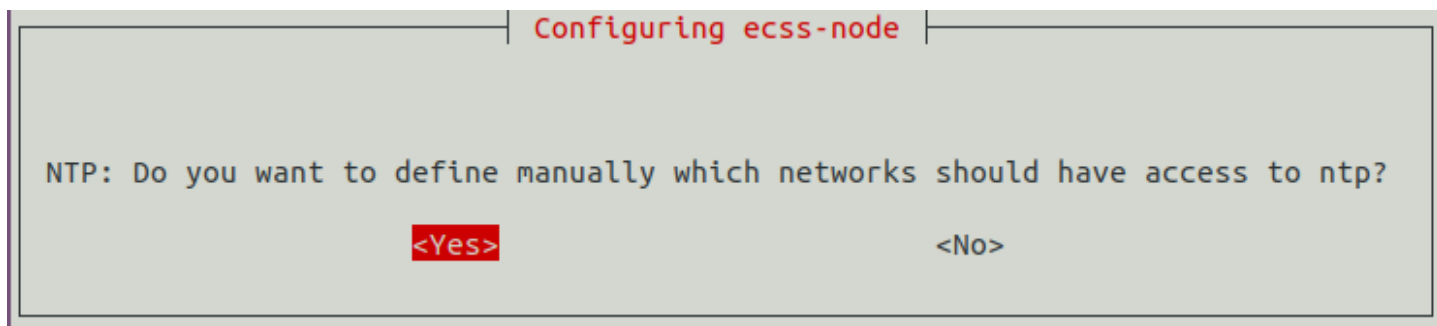 Configuring ecss-node
NTP: Do you want to define manually which networks should have access to ntp?
<Yes> <No>